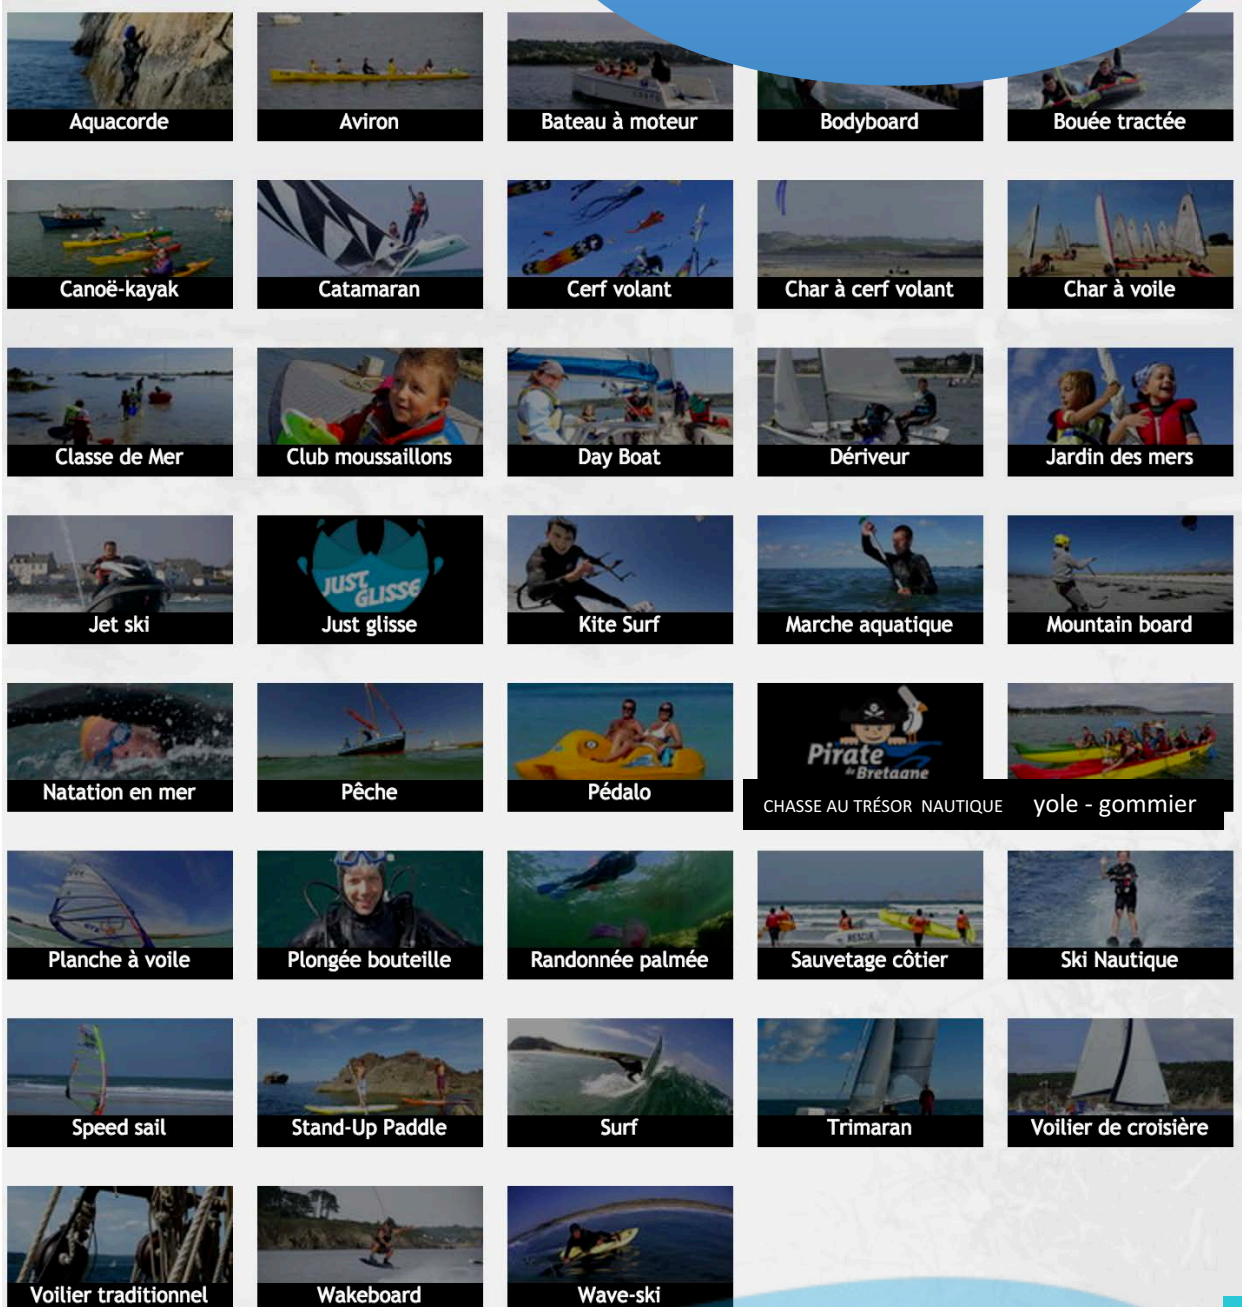 Aquacorde
Aviron
Bateau à moteur
Bodyboard
Bouée tractée
Canoë-kayak
Catamaran
Cerf volant
Char à cerf volant
Char à voile
Classe de Mer
Club moussaillons
Day Boat
Dériveur
Jardin des mers
JUST
GLISSE
Jet ski
Just glisse
Kite Surf
Marche aquatique
Mountain board
Pirate
de Bretagne
Natation en mer
Pêche
Pédalo
CHASSE AU TRÉSOR NAUTIQUE
yole - gommier
RESCUE
Planche à voile
Plongée bouteille
Randonnée palmée
Sauvetage côtier
Ski Nautique
Speed sail
Stand-Up Paddle
Surf
Trimaran
Voilier de croisière
Voilier traditionnel
Wakeboard
Wave-ski